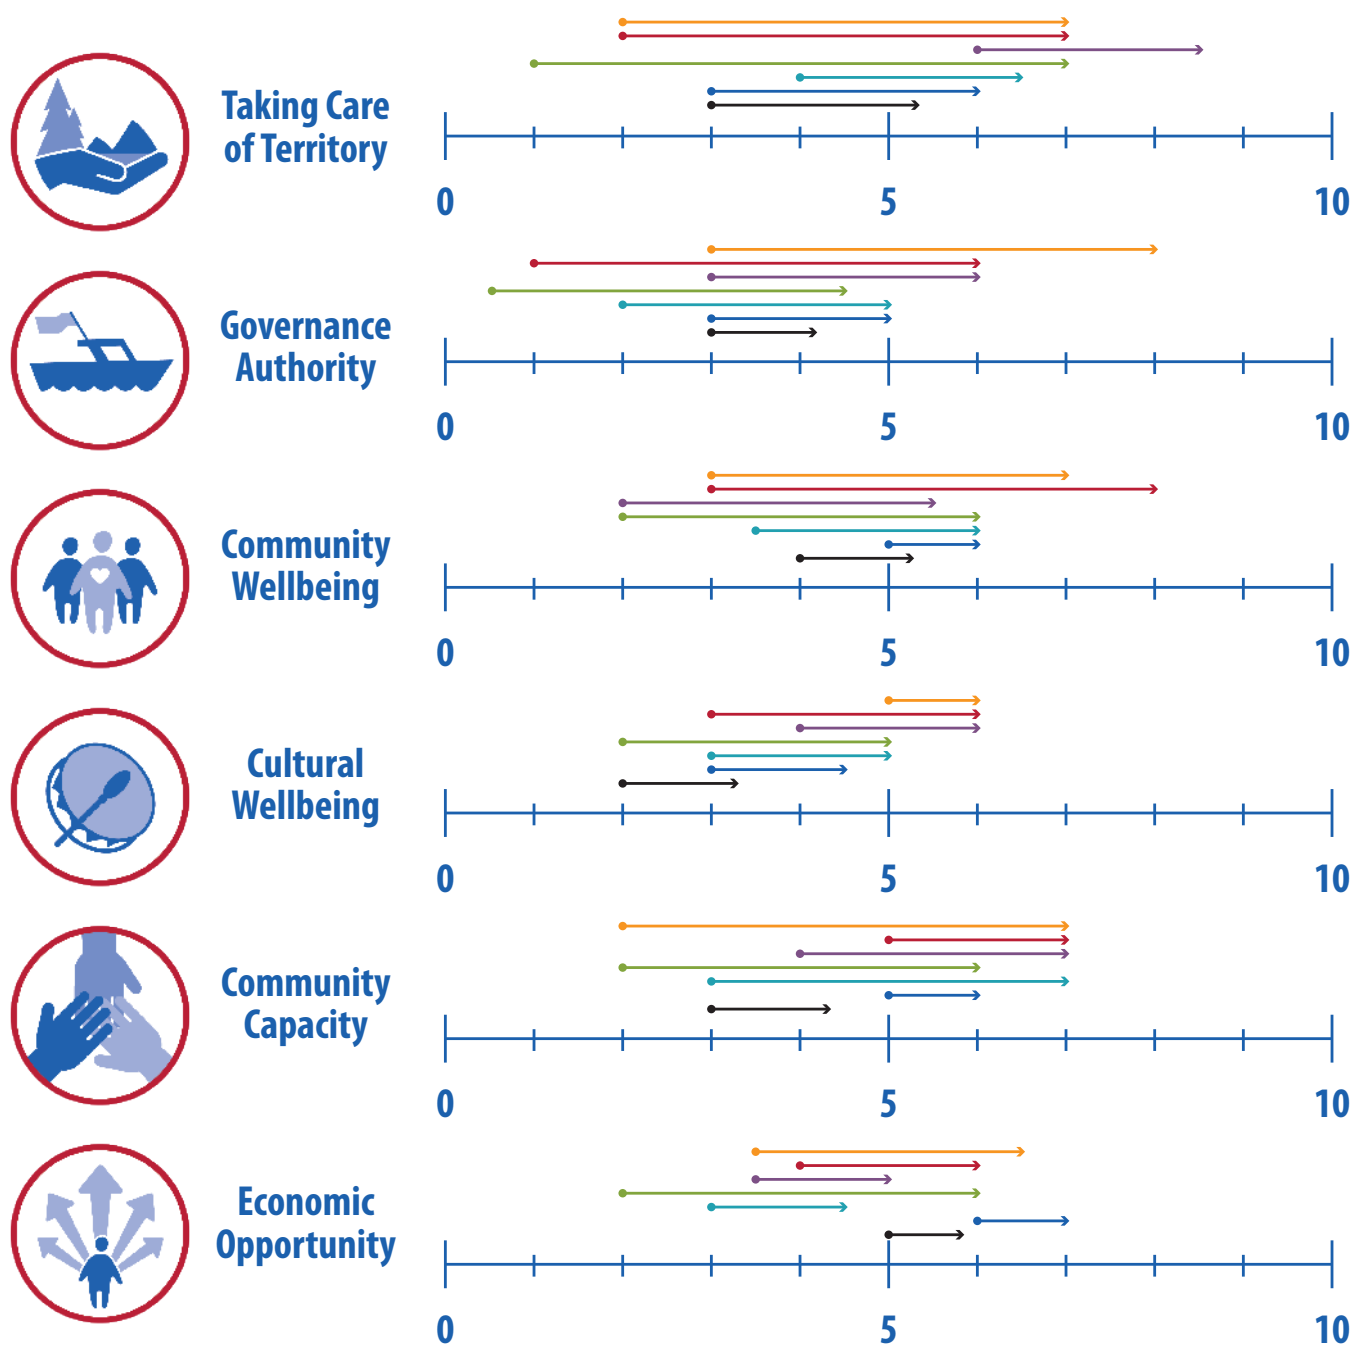 Taking Care
of Territory
0 5 10
Governance
Authority
0 5 10
Community
Wellbeing
0 5 10
Cultural
Wellbeing
0 5 10
Community
Capacity
0 5 10
Economic
Opportunity
0 5 10